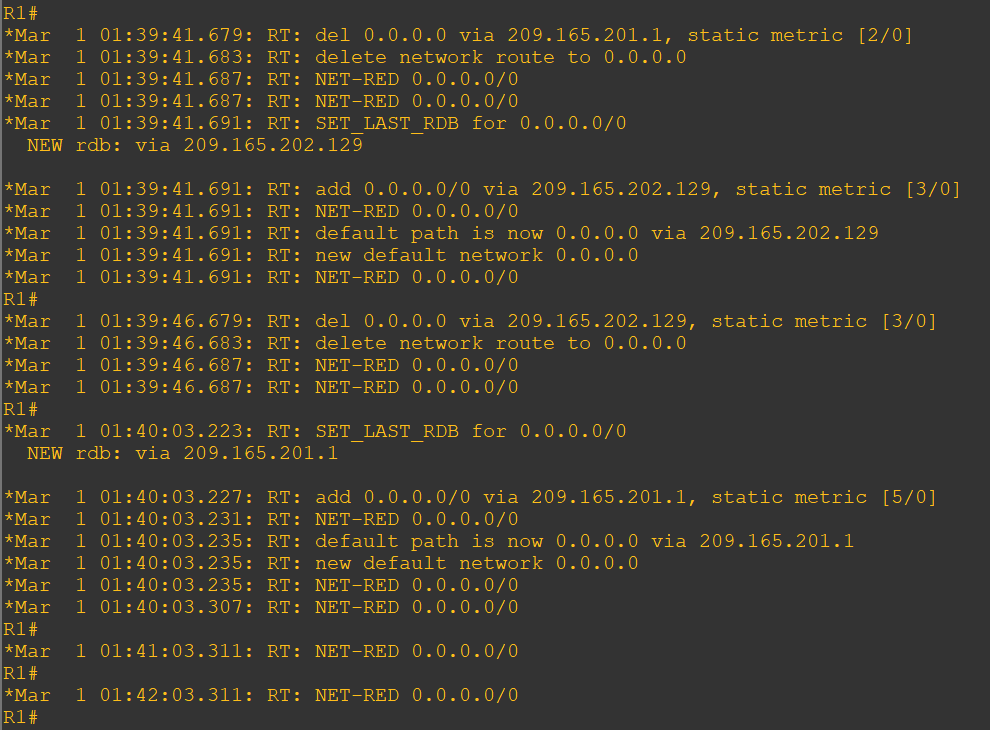 R1#
*Mar  1 01:39:41.679: RT: del 0.0.0.0 via 209.165.201.1, static metric [2/0]
*Mar  1 01:39:41.683: RT: delete network route to 0.0.0.0
*Mar  1 01:39:41.687: RT: NET-RED 0.0.0.0/0
*Mar  1 01:39:41.687: RT: NET-RED 0.0.0.0/0
*Mar  1 01:39:41.691: RT: SET_LAST_RDB for 0.0.0.0/0
  NEW rdb: via 209.165.202.129

*Mar  1 01:39:41.691: RT: add 0.0.0.0/0 via 209.165.202.129, static metric [3/0]
*Mar  1 01:39:41.691: RT: NET-RED 0.0.0.0/0
*Mar  1 01:39:41.691: RT: default path is now 0.0.0.0 via 209.165.202.129
*Mar  1 01:39:41.691: RT: new default network 0.0.0.0
*Mar  1 01:39:41.691: RT: NET-RED 0.0.0.0/0
R1#
*Mar  1 01:39:46.679: RT: del 0.0.0.0 via 209.165.202.129, static metric [3/0]
*Mar  1 01:39:46.683: RT: delete network route to 0.0.0.0
*Mar  1 01:39:46.687: RT: NET-RED 0.0.0.0/0
*Mar  1 01:39:46.687: RT: NET-RED 0.0.0.0/0
R1#
*Mar  1 01:40:03.223: RT: SET_LAST_RDB for 0.0.0.0/0
  NEW rdb: via 209.165.201.1

*Mar  1 01:40:03.227: RT: add 0.0.0.0/0 via 209.165.201.1, static metric [5/0]
*Mar  1 01:40:03.231: RT: NET-RED 0.0.0.0/0
*Mar  1 01:40:03.235: RT: default path is now 0.0.0.0 via 209.165.201.1
*Mar  1 01:40:03.235: RT: new default network 0.0.0.0
*Mar  1 01:40:03.235: RT: NET-RED 0.0.0.0/0
*Mar  1 01:40:03.307: RT: NET-RED 0.0.0.0/0
R1#
*Mar  1 01:41:03.311: RT: NET-RED 0.0.0.0/0
R1#
*Mar  1 01:42:03.311: RT: NET-RED 0.0.0.0/0
R1#